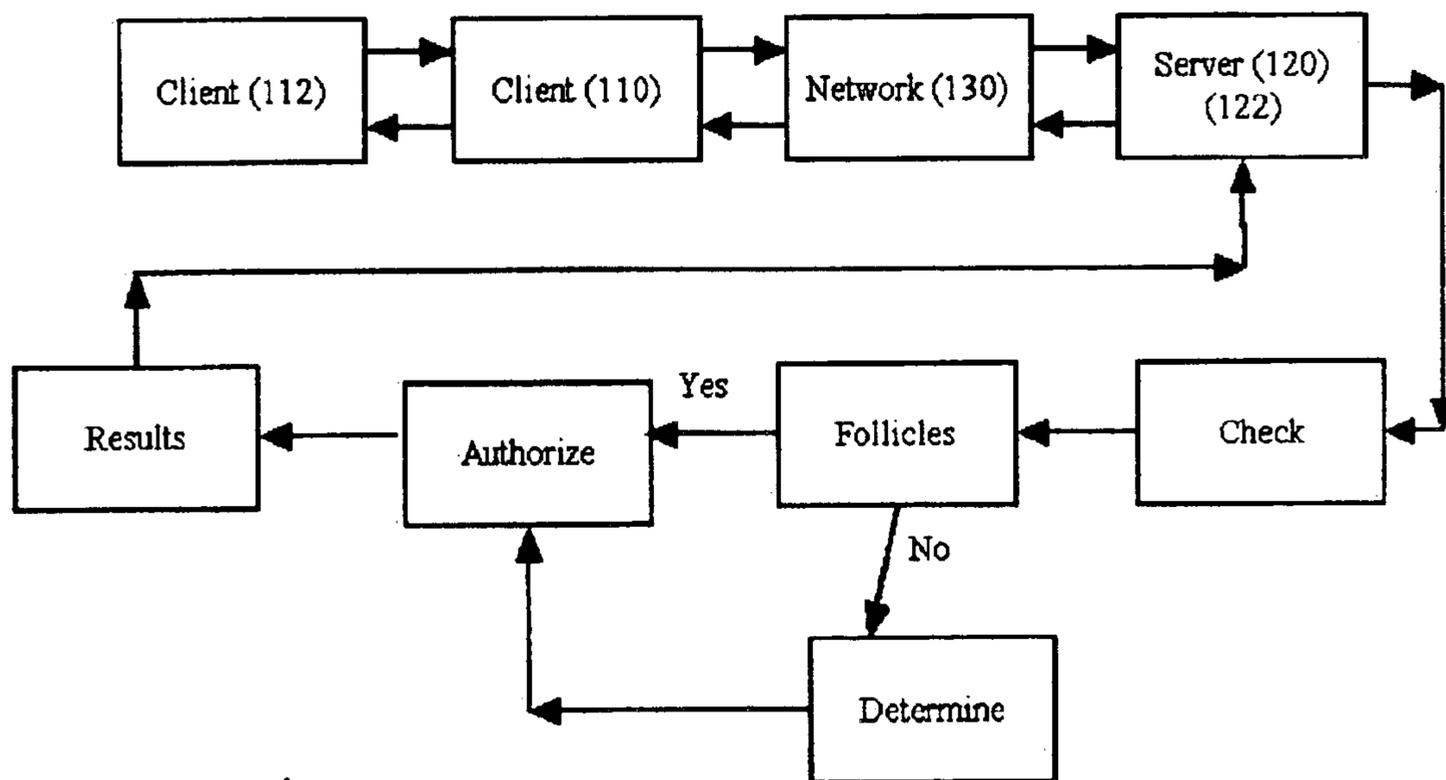 Client (112)
Client (110)
Network (130)
Server (120)
(122)
Results
Authorize
Yes
Follicles
Check
No
Determine